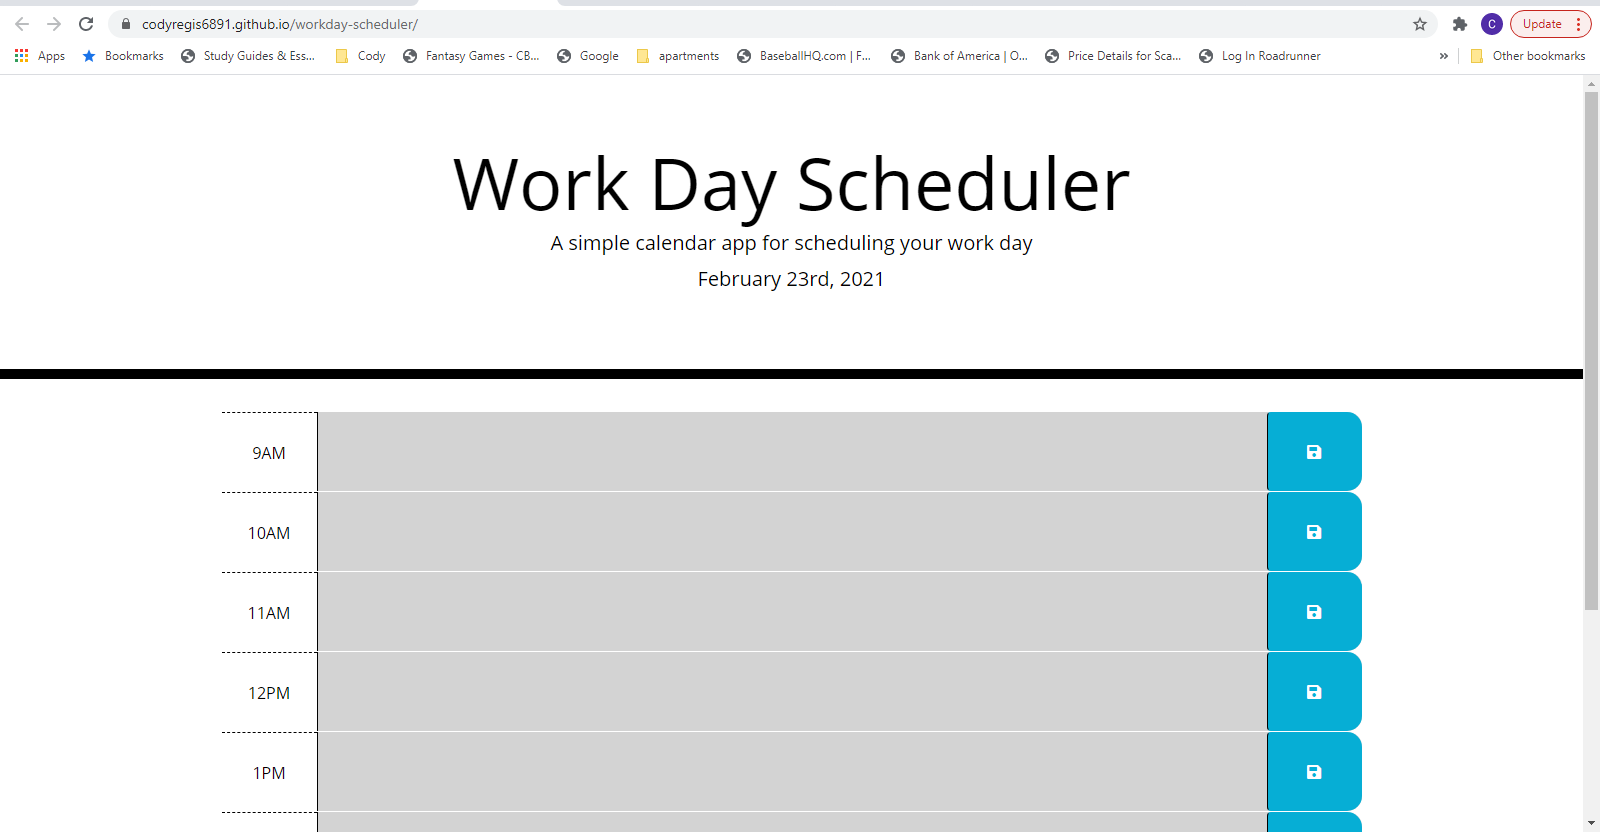 codyregis6891.github.io/workday-scheduler/
C
Update
Apps
Bookmarks
Study Guides & Ess...
Cody
Fantasy Games - CB...
Google
apartments
BaseballHQ.com | F...
Bank of America | O...
Price Details for Sca...
Log In Roadrunner
»
Other bookmarks
Work Day Scheduler
A simple calendar app for scheduling your work day
February 23rd, 2021
9AM
10AM
11AM
12PM
1PM